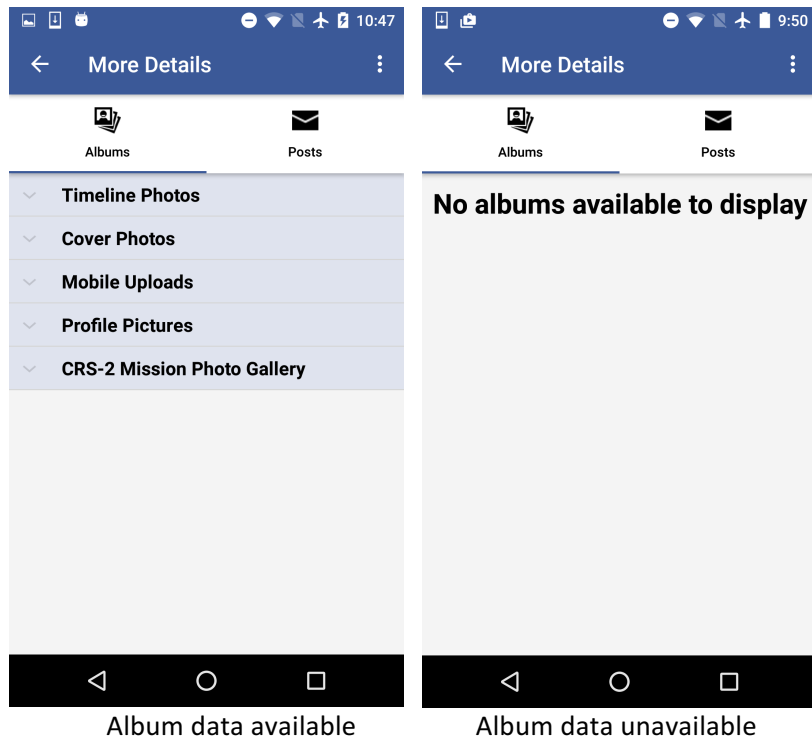 10:47
More Details
Albums
Posts
Timeline Photos
Cover Photos
Mobile Uploads
Profile Pictures
CRS-2 Mission Photo Gallery
Album data available
9:50
More Details
Albums
Posts
No albums available to display
Album data unavailable